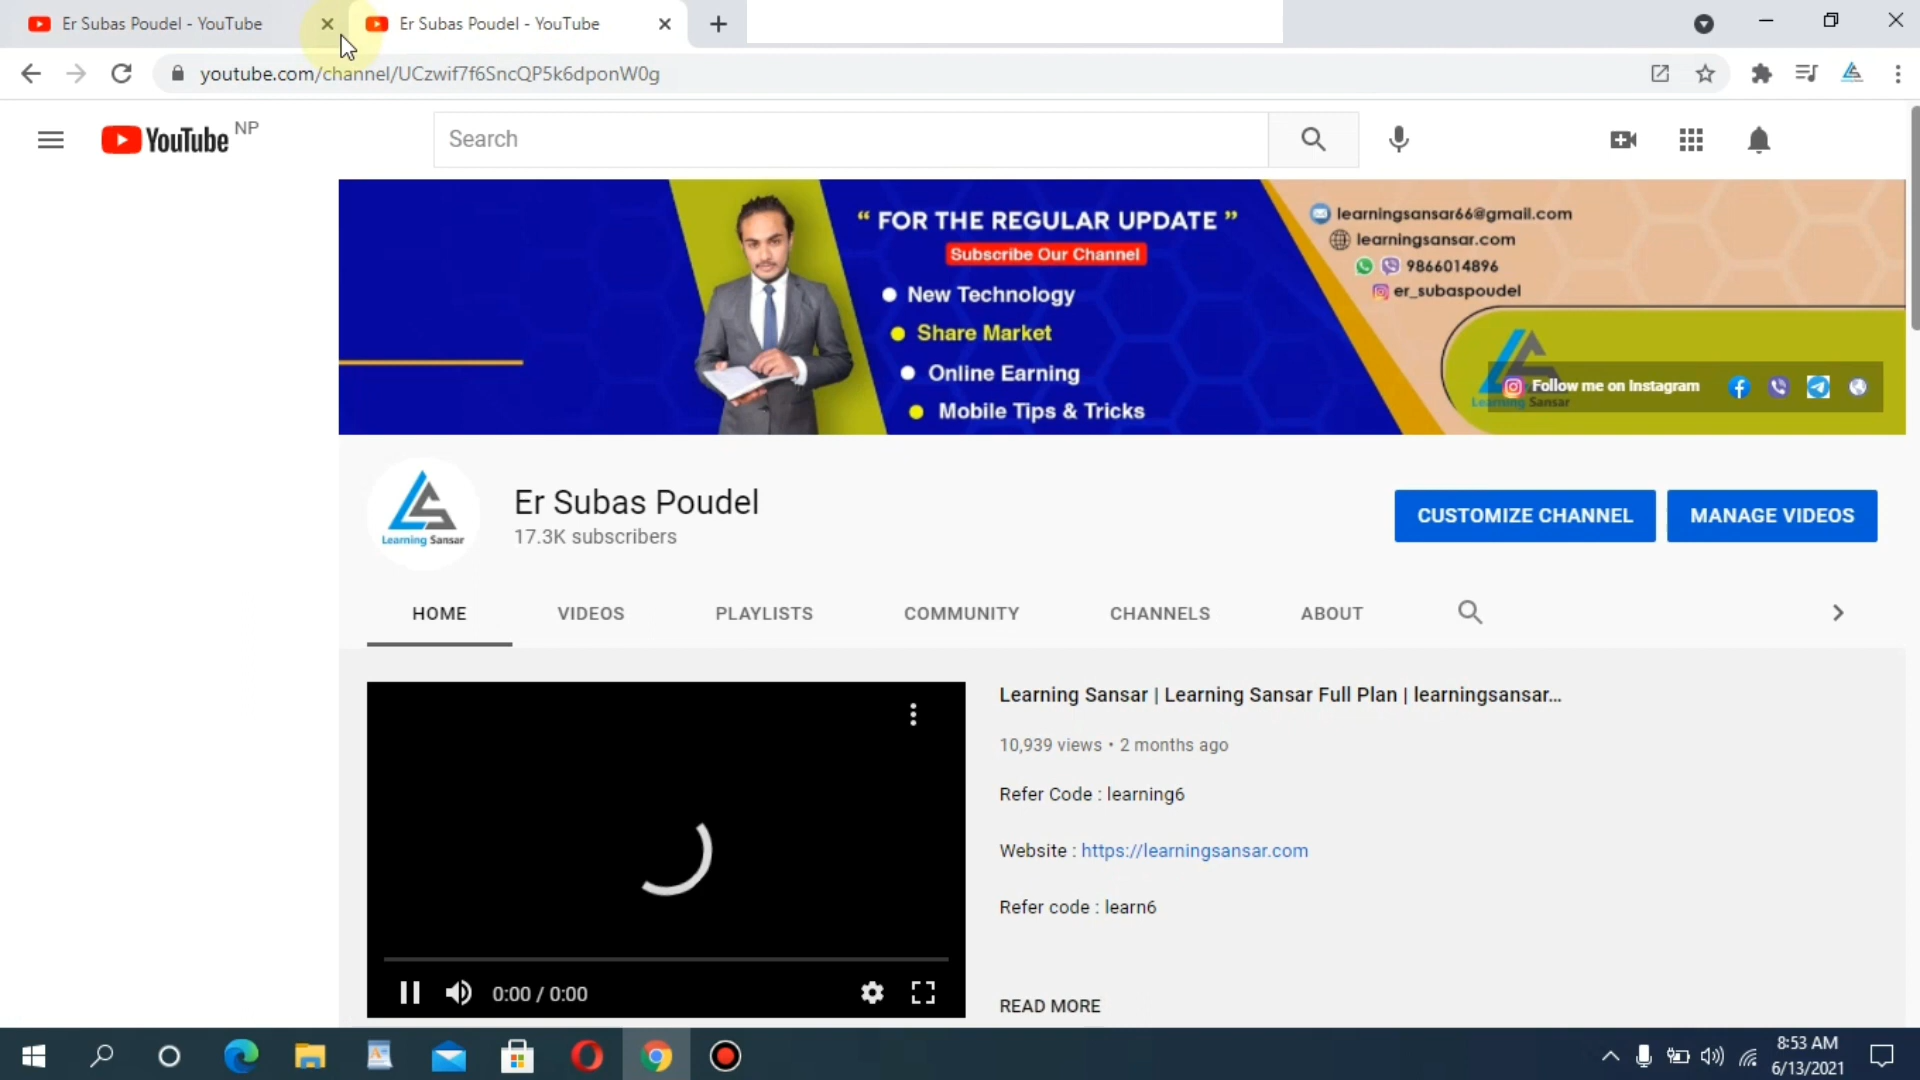 Er Subas Poudel - YouTube
Er Subas Poudel - YouTube
youtube.com/channel/UCzwif7f6SncQP5k6dponW0g
YouTube NP
Search
“ FOR THE REGULAR UPDATE ”
Subscribe Our Channel
New Technology
Share Market
Online Earning
Mobile Tips & Tricks
learningsansar66@gmail.com
learningsansar.com
9866014896
er_subaspoudel
Learning Sansar
Follow me on Instagram
Er Subas Poudel
17.3K subscribers
Learning Sansar
CUSTOMIZE CHANNEL
MANAGE VIDEOS
HOME
VIDEOS
PLAYLISTS
COMMUNITY
CHANNELS
ABOUT
Learning Sansar | Learning Sansar Full Plan | learningsansar...
10,939 views • 2 months ago
Refer Code : learning6
Website : https://learningsansar.com
Refer code : learn6
READ MORE
0:00 / 0:00
8:53 AM
6/13/2021